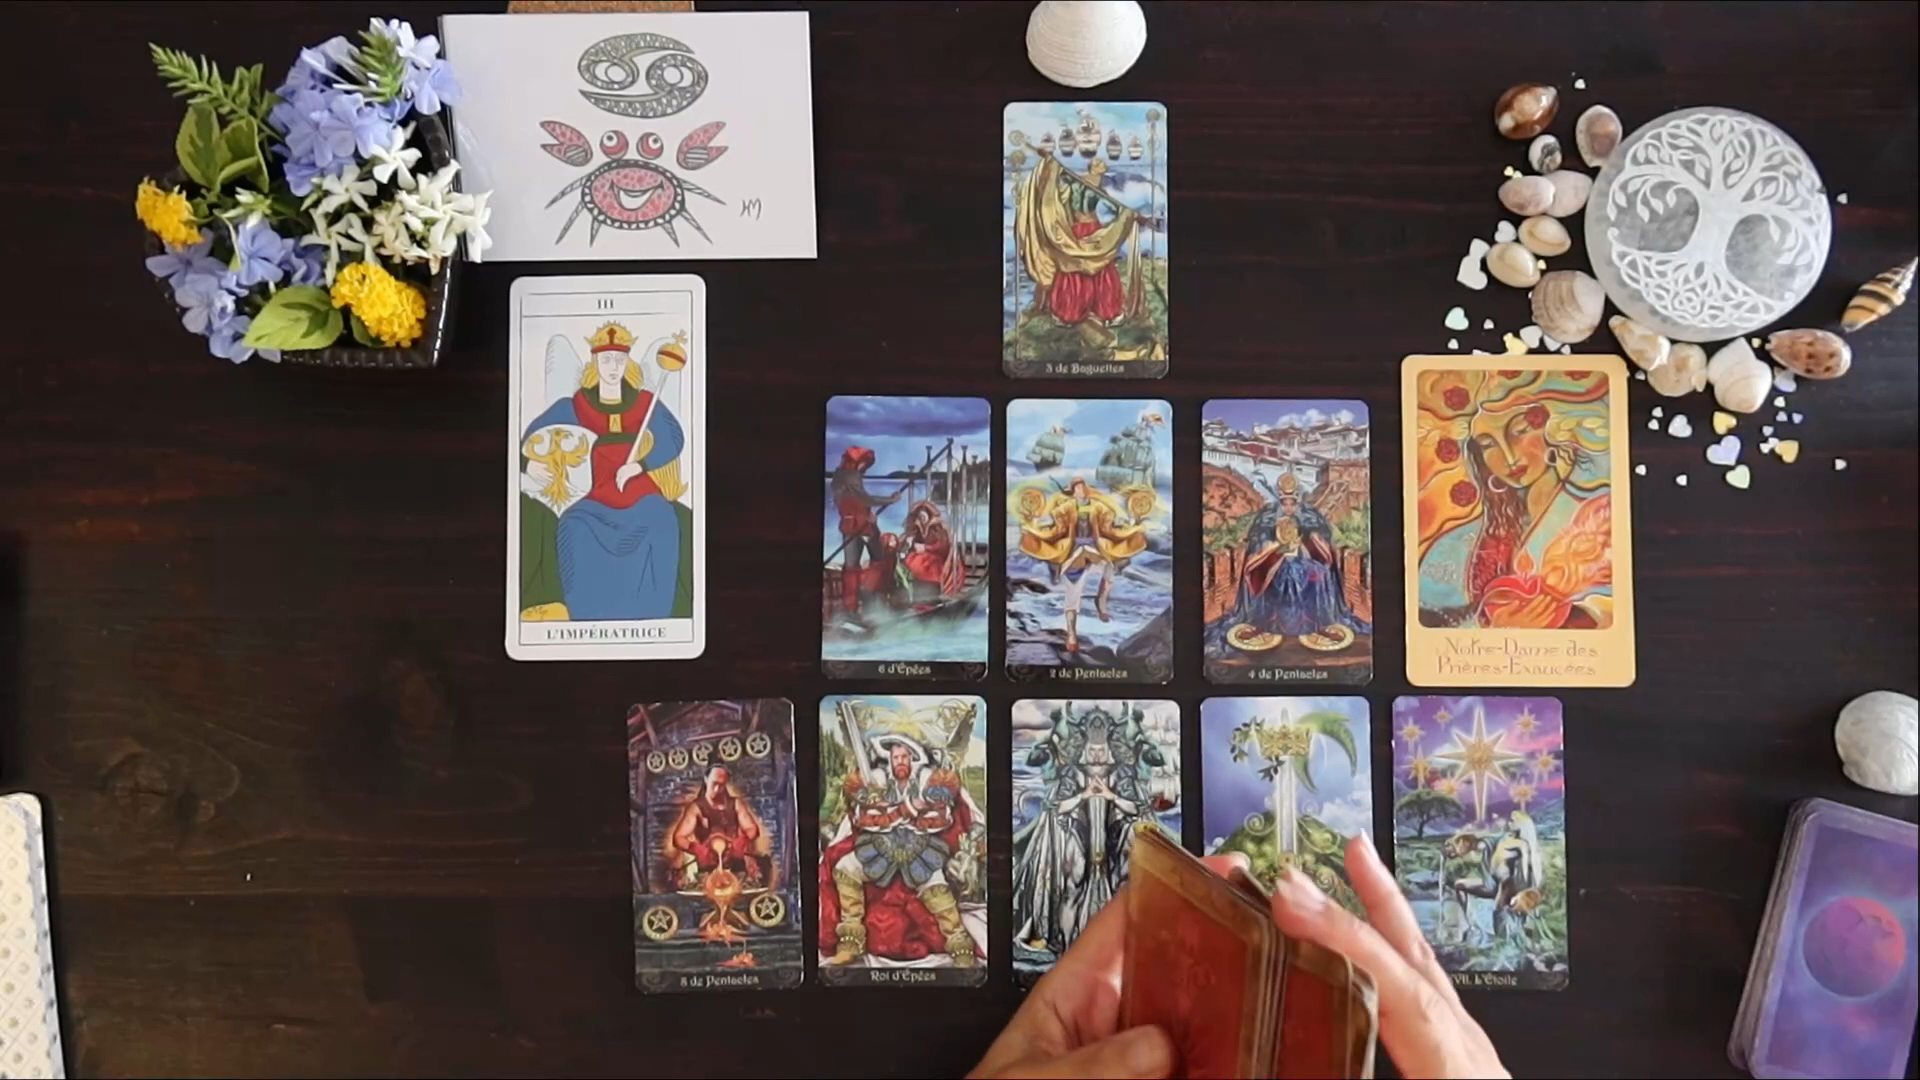 HM
3 de Baguettes
III
L'IMPÉRATRICE
6 d'Épées
2 de Pentacles
4 de Pentacles
Notre-Dame des
Prières-Exaucées
8 de Pentacles
Roi d'Épées
VII. L'Étoile